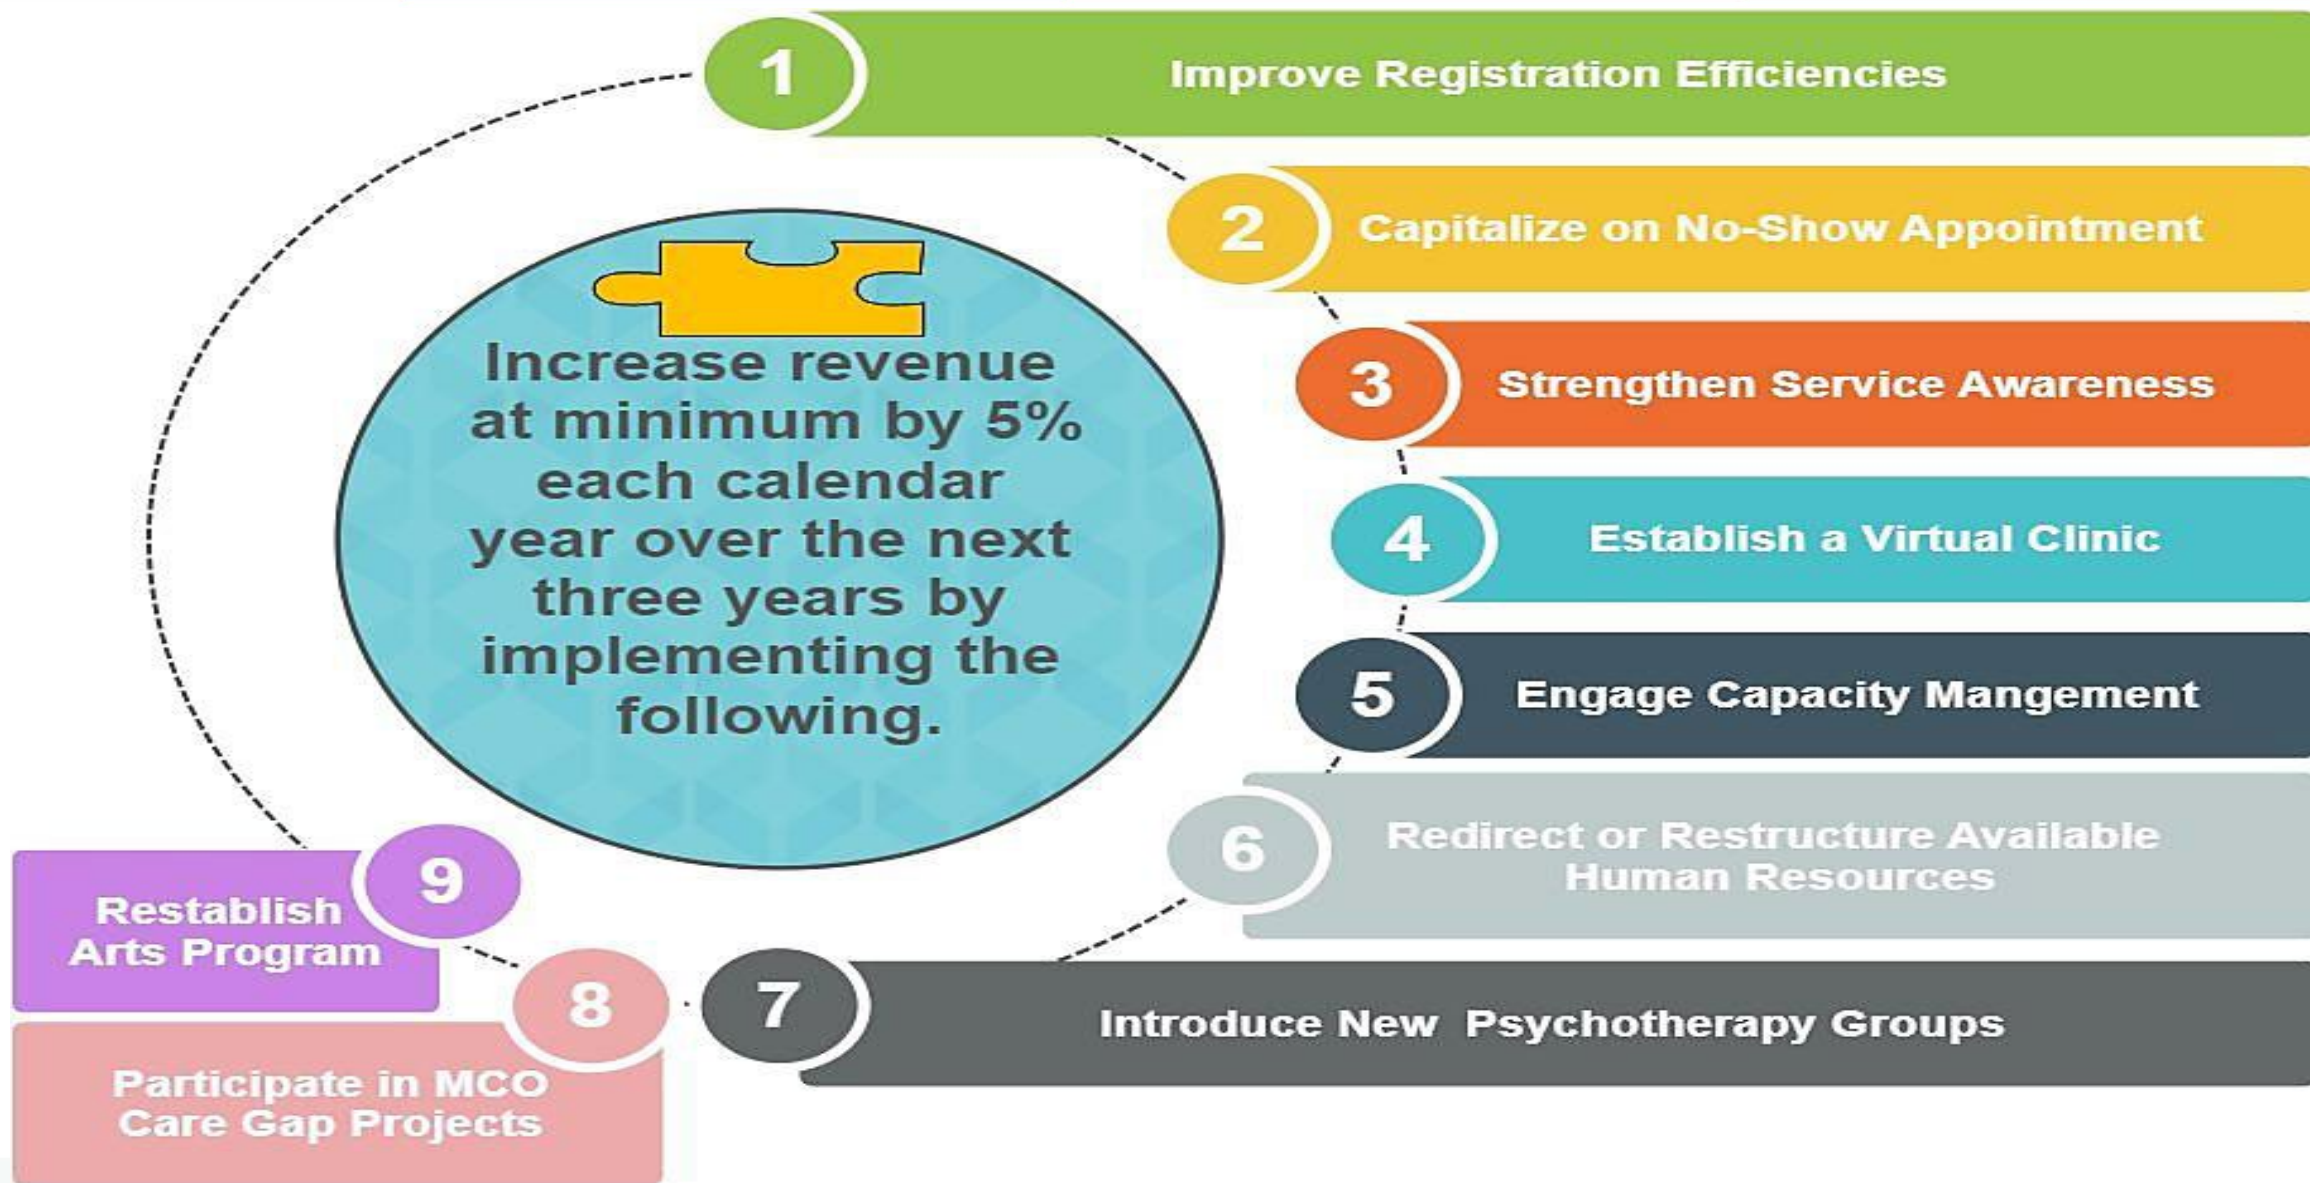 1
Improve Registration Efficiencies
2
Capitalize on No-Show Appointment
3
Strengthen Service Awareness
4
Establish a Virtual Clinic
5
Engage Capacity Mangement
6
Redirect or Restructure Available
Human Resources
7
Introduce New Psychotherapy Groups
8
Participate in MCO
Care Gap Projects
9
Restablish
Arts Program
Increase revenue
at minimum by 5%
each calendar
year over the next
three years by
implementing the
following.